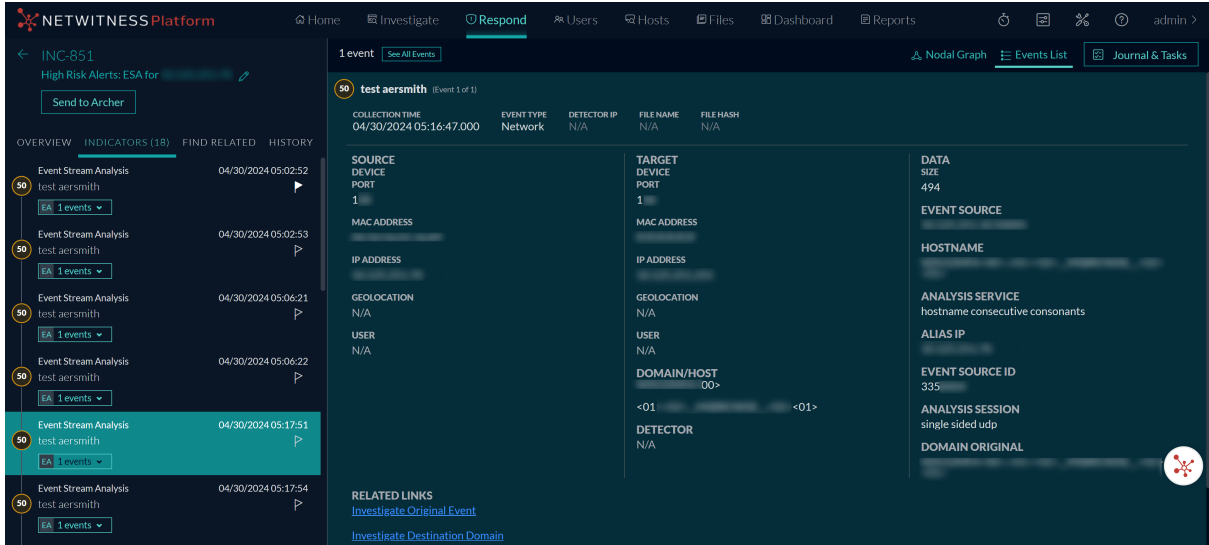 NETWITNESS Platform
Home
Investigate
Respond
Users
Hosts
Files
Dashboard
Reports
admin >
INC-851
High Risk Alerts: ESA for
Send to Archer
OVERVIEW
INDICATORS (18)
FIND RELATED
HISTORY
Event Stream Analysis 04/30/2024 05:02:52
50 test aersmith
EA 1 events
Event Stream Analysis 04/30/2024 05:02:53
50 test aersmith
EA 1 events
Event Stream Analysis 04/30/2024 05:06:21
50 test aersmith
EA 1 events
Event Stream Analysis 04/30/2024 05:06:22
50 test aersmith
EA 1 events
Event Stream Analysis 04/30/2024 05:17:51
50 test aersmith
EA 1 events
Event Stream Analysis 04/30/2024 05:17:54
50 test aersmith
EA 1 events
1 event See All Events
Nodal Graph
Events List
Journal & Tasks
50 test aersmith (Event 1 of 1)
COLLECTION TIME EVENT TYPE DETECTOR IP FILE NAME FILE HASH
04/30/2024 05:16:47.000 Network N/A N/A N/A
SOURCE
DEVICE
PORT
1
MAC ADDRESS
IP ADDRESS
GEOLOCATION
N/A
USER
N/A
TARGET
DEVICE
PORT
1
MAC ADDRESS
IP ADDRESS
GEOLOCATION
N/A
USER
N/A
DOMAIN/HOST
00>
<01 <01>
DETECTOR
N/A
DATA
SIZE
494
EVENT SOURCE
HOSTNAME
ANALYSIS SERVICE
hostname consecutive consonants
ALIAS IP
EVENT SOURCE ID
335
ANALYSIS SESSION
single sided udp
DOMAIN ORIGINAL
RELATED LINKS
Investigate Original Event
Investigate Destination Domain